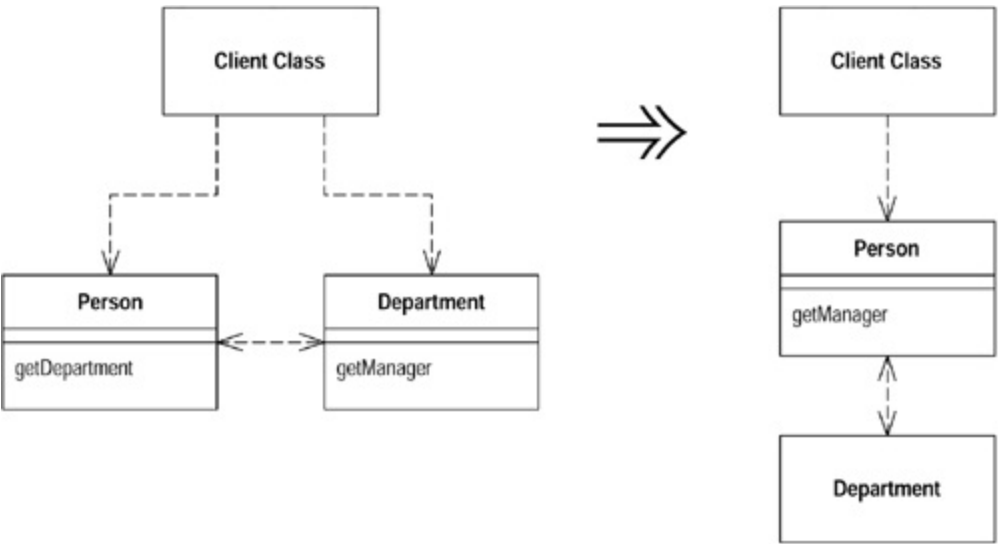 Client Class
Person
getDepartment
Department
getManager
Client Class
Person
getManager
Department